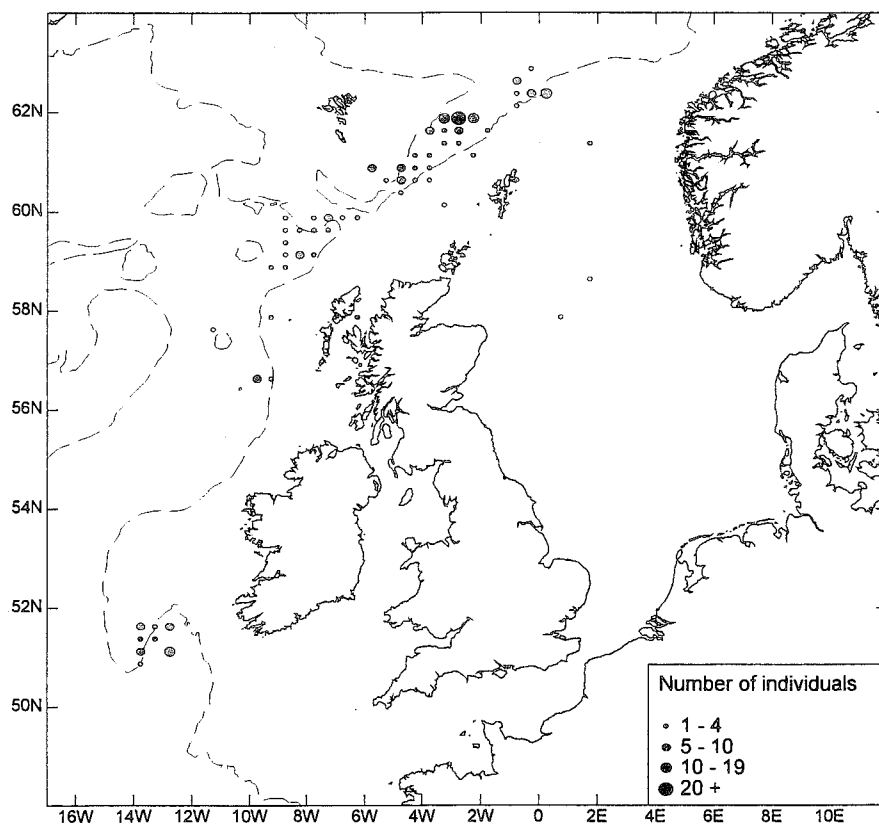 62N
60N
58N
56N
54N
52N
50N
Number of individuals
1 - 4
5 - 10
10 - 19
20 +
16W 14W 12W 10W 8W 6W 4W 2W 0 2E 4E 6E 8E 10E